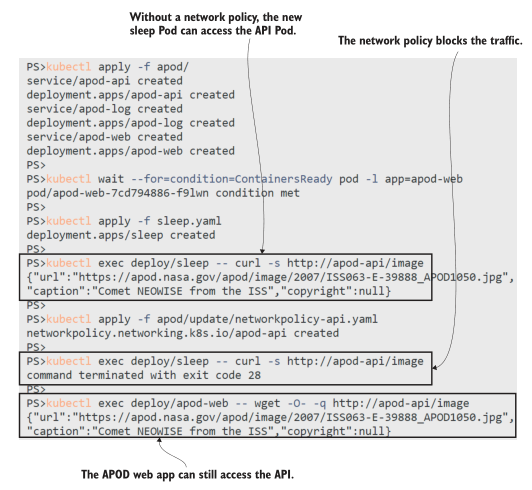 Without a network policy, the new
sleep Pod can access the API Pod.
The network policy blocks the traffic.
PS>kubectl apply -f apod/
service/apod-api created
deployment.apps/apod-api created
service/apod-log created
deployment.apps/apod-log created
service/apod-web created
deployment.apps/apod-web created
PS>
PS>kubectl wait --for=condition=ContainersReady pod -l app=apod-web
pod/apod-web-7cd794886-f9lwn condition met
PS>
PS>kubectl apply -f sleep.yaml
deployment.apps/sleep created
PS>
PS>kubectl exec deploy/sleep -- curl -s http://apod-api/image
{"url":"https://apod.nasa.gov/apod/image/2007/ISS063-E-39888_APOD1050.jpg",
"caption":"Comet NEOWISE from the ISS","copyright":null}
PS>
PS>kubectl apply -f apod/update/networkpolicy-api.yaml
networkpolicy.networking.k8s.io/apod-api created
PS>
PS>kubectl exec deploy/sleep -- curl -s http://apod-api/image
command terminated with exit code 28
PS>
PS>kubectl exec deploy/apod-web -- wget -O- -q http://apod-api/image
{"url":"https://apod.nasa.gov/apod/image/2007/ISS063-E-39888_APOD1050.jpg",
"caption":"Comet NEOWISE from the ISS","copyright":null}
The APOD web app can still access the API.